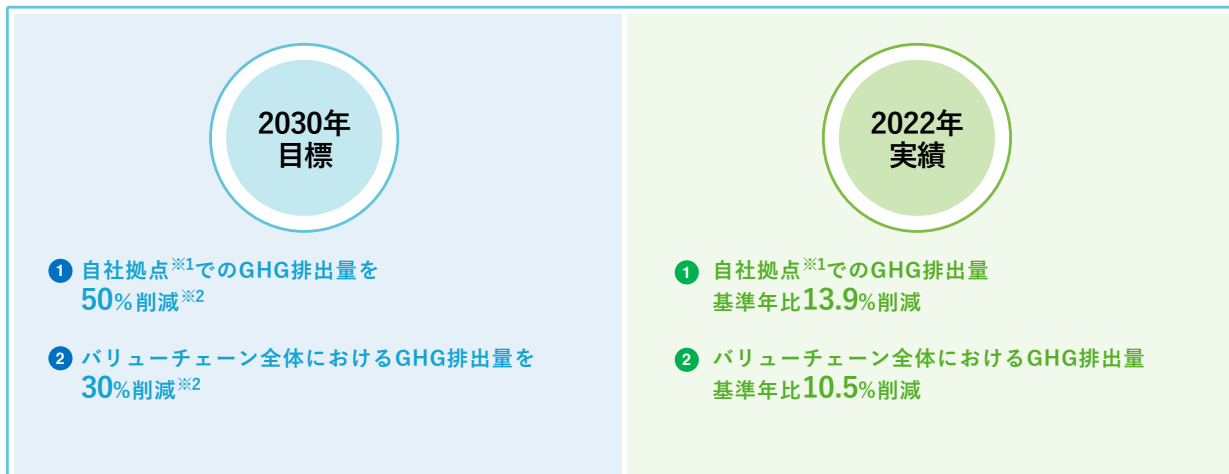 2030年
目標
1 自社拠点※1でのGHG排出量を
50%削減※2
2 バリューチェーン全体におけるGHG排出量を
30%削減※2
2022年
実績
1 自社拠点※1でのGHG排出量
基準年比13.9%削減
2 バリューチェーン全体におけるGHG排出量
基準年比10.5%削減